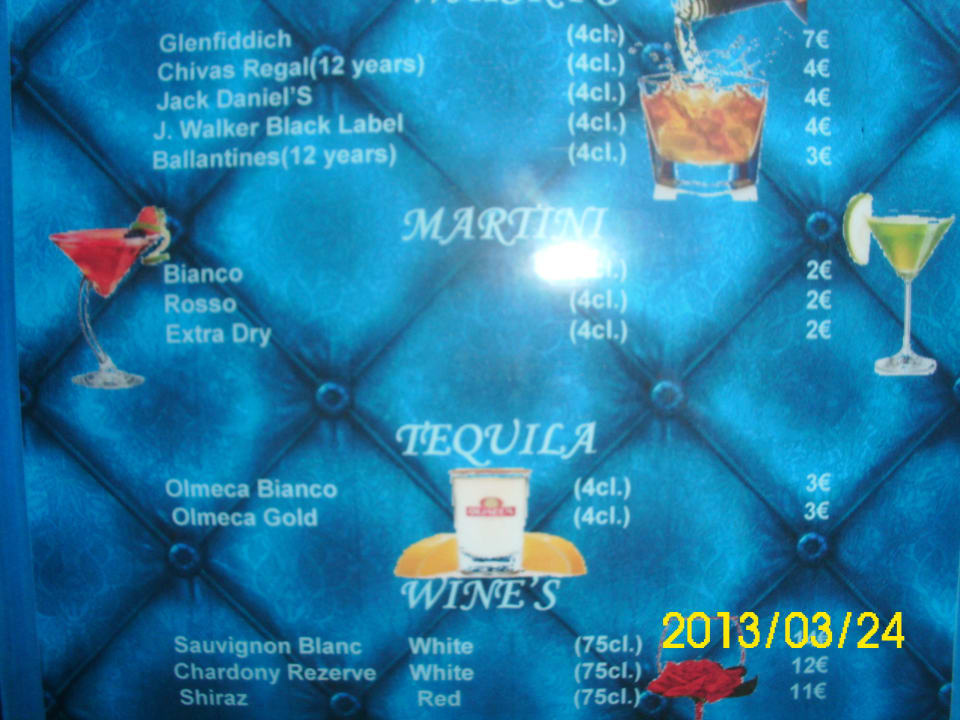 WHISKY'S
Glenfiddich (4cl.) 7€
Chivas Regal(12 years) (4cl.) 4€
Jack Daniel'S (4cl.) 4€
J. Walker Black Label (4cl.) 4€
Ballantines(12 years) (4cl.) 3€
MARTINI
Bianco 2€
Rosso (4cl.) 2€
Extra Dry (4cl.) 2€
TEQUILA
Olmeca Bianco (4cl.) 3€
Olmeca Gold (4cl.) 3€
WINE'S
2013/03/24
Sauvignon Blanc White (75cl.)
Chardony Rezerve White (75cl.) 12€
Shiraz Red (75cl.) 11€